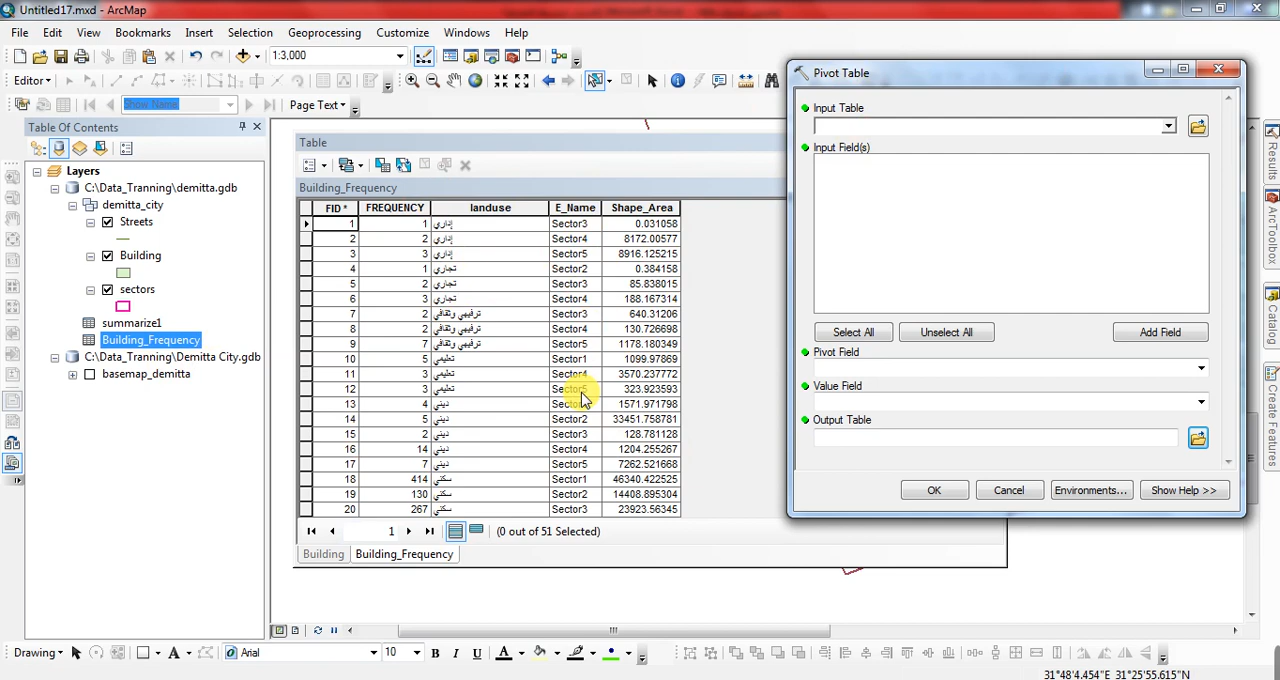 Untitled17.mxd - ArcMap
File Edit View Bookmarks Insert Selection Geoprocessing Customize Windows Help
1:3,000
Editor
Show Name Page Text
Table Of Contents
Layers
C:\Data_Tranning\demitta.gdb
demitta_city
Streets
Building
sectors
summarize1
Building_Frequency
C:\Data_Tranning\Demitta City.gdb
basemap_demitta
Table
Building_Frequency
FID * FREQUENCY landuse E_Name Shape_Area
1 1 إداري Sector3 0.031058
2 2 إداري Sector4 8172.00577
3 3 إداري Sector5 8916.125215
4 1 تجاري Sector2 0.384158
5 2 تجاري Sector3 85.838015
6 3 تجاري Sector4 188.167314
7 2 ترفيهي وثقافي Sector3 640.31206
8 2 ترفيهي وثقافي Sector4 130.726698
9 7 ترفيهي وثقافي Sector5 1178.180349
10 5 تعليمي Sector1 1099.97869
11 3 تعليمي Sector4 3570.237772
12 3 تعليمي Sector5 323.923593
13 4 ديني 1571.971798
14 5 ديني Sector2 33451.758781
15 2 ديني Sector3 128.781128
16 14 ديني Sector4 1204.255267
17 7 ديني Sector5 7262.521668
18 414 سكني Sector1 46340.422525
19 130 سكني Sector2 14408.895304
20 267 سكني Sector3 23923.56345
1 (0 out of 51 Selected)
Building Building_Frequency
Pivot Table
Input Table
Input Field(s)
Select All Unselect All Add Field
Pivot Field
Value Field
Output Table
OK Cancel Environments... Show Help >>
Results
ArcToolbox
Catalog
Create Features
Drawing Arial 10 B I U A
31°48'4.454"E 31°25'55.615"N